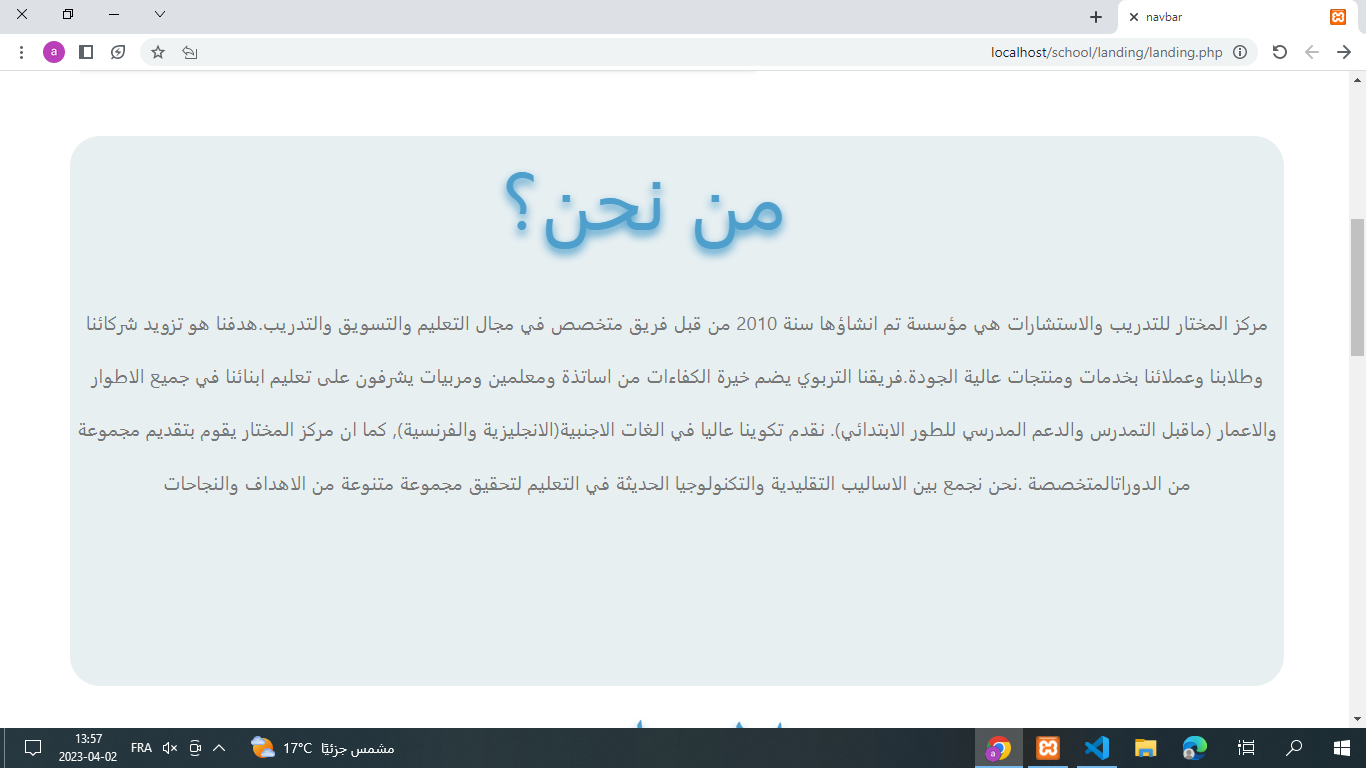 navbar
localhost/school/landing/landing.php
a
من نحن؟
مركز المختار للتدريب والاستشارات هي مؤسسة تم انشاؤها سنة 2010 من قبل فريق متخصص في مجال التعليم والتسويق والتدريب.هدفنا هو تزويد شركائنا
وطلابنا وعملائنا بخدمات ومنتجات عالية الجودة.فريقنا التربوي يضم خيرة الكفاءات من اساتذة ومعلمين ومربيات يشرفون على تعليم ابنائنا في جميع الاطوار
والاعمار (ماقبل التمدرس والدعم المدرسي للطور الابتدائي). نقدم تكوينا عاليا في الغات الاجنبية(الانجليزية والفرنسية), كما ان مركز المختار يقوم بتقديم مجموعة
من الدوراتالمتخصصة .نحن نجمع بين الاساليب التقليدية والتكنولوجيا الحديثة في التعليم لتحقيق مجموعة متنوعة من الاهداف والنجاحات
a
17°C مشمس جزئيًا
FRA
13:57
2023-04-02